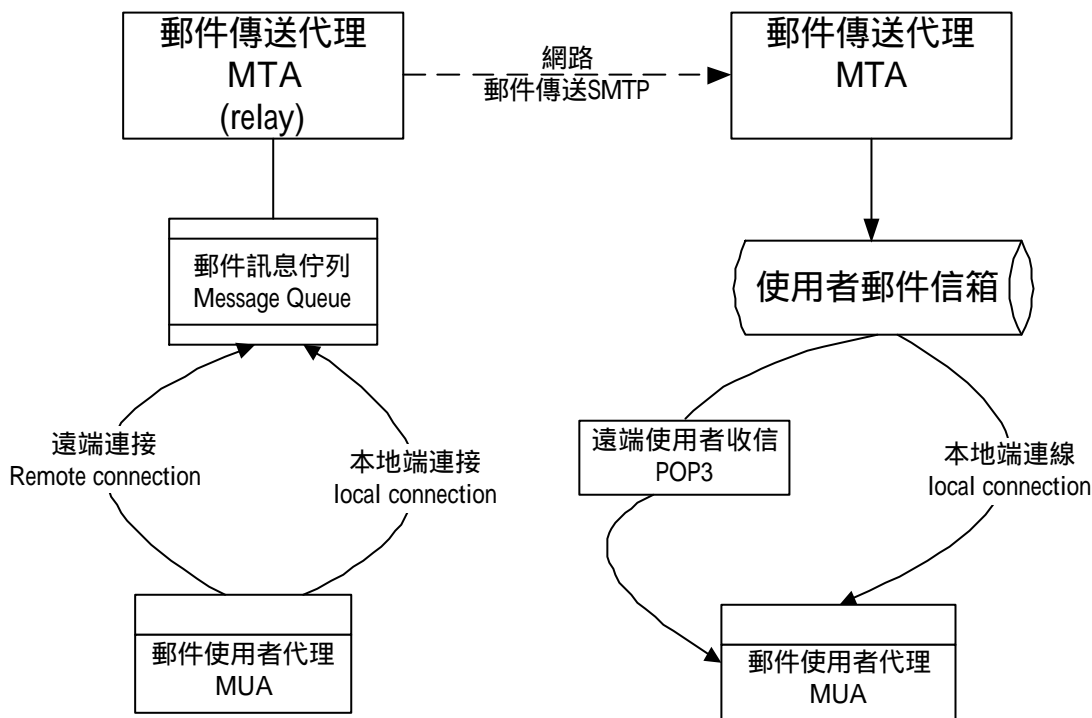 郵件傳送代理
MTA
(relay)
網路
郵件傳送SMTP
郵件傳送代理
MTA
郵件訊息佇列
Message Queue
使用者郵件信箱
遠端連接
Remote connection
本地端連接
local connection
遠端使用者收信
POP3
本地端連線
local connection
郵件使用者代理
MUA
郵件使用者代理
MUA